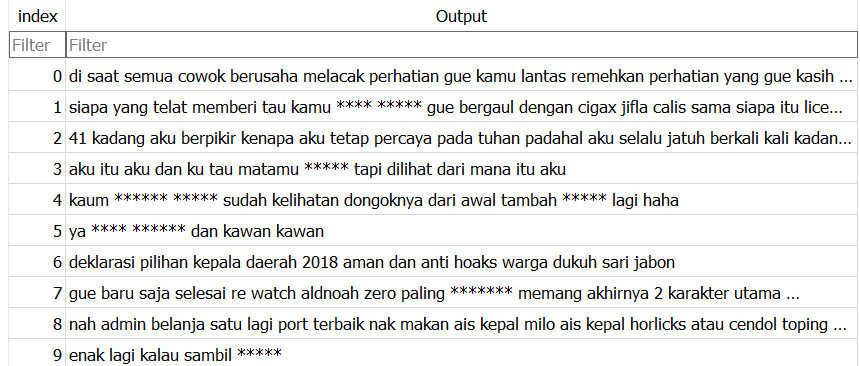 index Output
Filter Filter
0 di saat semua cowok berusaha melacak perhatian gue kamu lantas remehkan perhatian yang gue kasih ...
1 siapa yang telat memberi tau kamu **** ***** gue bergaul dengan cigax jifla calis sama siapa itu lice...
2 41 kadang aku berpikir kenapa aku tetap percaya pada tuhan padahal aku selalu jatuh berkali kali kadan...
3 aku itu aku dan ku tau matamu ***** tapi dilihat dari mana itu aku
4 kaum ****** ***** sudah kelihatan dongoknya dari awal tambah ***** lagi haha
5 ya **** ****** dan kawan kawan
6 deklarasi pilihan kepala daerah 2018 aman dan anti hoaks warga dukuh sari jabon
7 gue baru saja selesai re watch aldnoah zero paling ******* memang akhirnya 2 karakter utama ...
8 nah admin belanja satu lagi port terbaik nak makan ais kepal milo ais kepal horlicks atau cendol toping ...
9 enak lagi kalau sambil *****